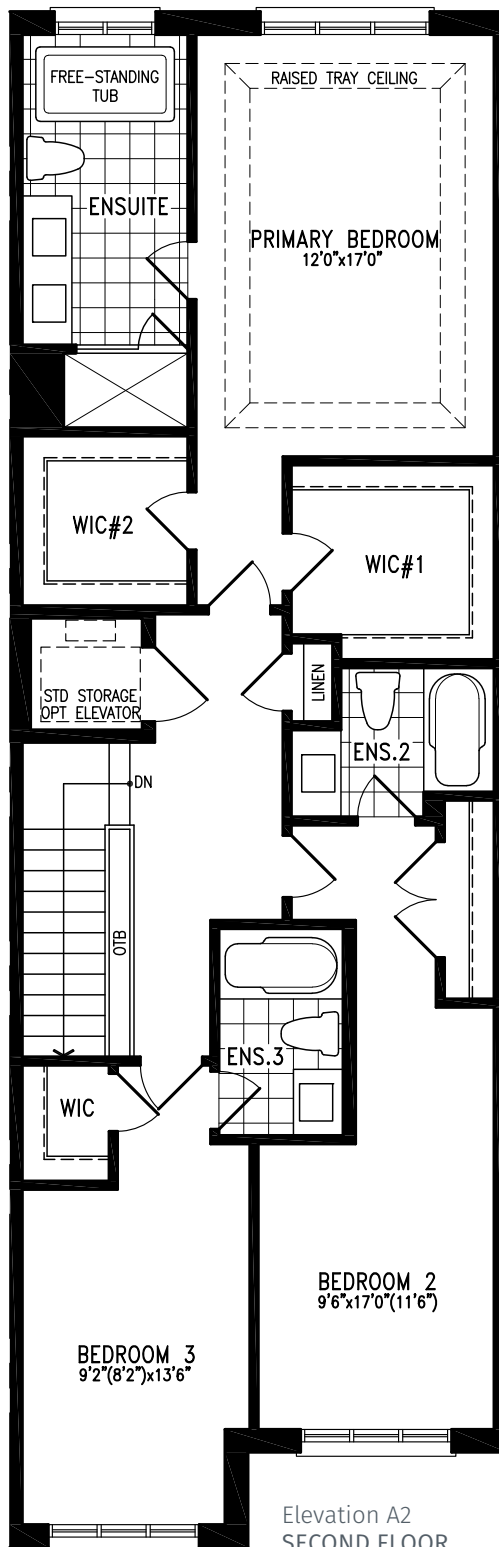 FREE-STANDING
TUB
RAISED TRAY CEILING
ENSUITE
PRIMARY BEDROOM
12'0"x17'0"
WIC#2
WIC#1
LINEN
STD STORAGE
OPT ELEVATOR
ENS.2
DN
OTB
ENS.3
WIC
BEDROOM 2
9'6"x17'0"(11'6")
BEDROOM 3
9'2"(8'2")x13'6"
Elevation A2
SECOND FLOOR